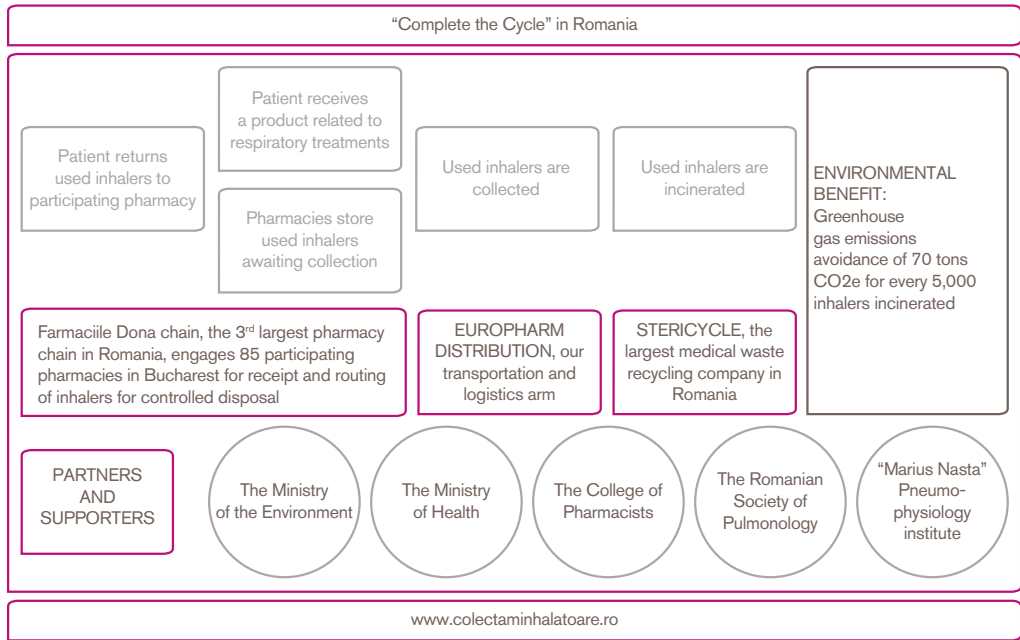 “Complete the Cycle” in Romania
Patient returns
used inhalers to
participating pharmacy
Patient receives
a product related to
respiratory treatments
Pharmacies store
used inhalers
awaiting collection
Used inhalers are
collected
Used inhalers are
incinerated
ENVIRONMENTAL
BENEFIT:
Greenhouse
gas emissions
avoidance of 70 tons
CO2e for every 5,000
inhalers incinerated
Farmaciile Dona chain, the 3rd largest pharmacy
chain in Romania, engages 85 participating
pharmacies in Bucharest for receipt and routing
of inhalers for controlled disposal
EUROPHARM
DISTRIBUTION, our
transportation and
logistics arm
STERICYCLE, the
largest medical waste
recycling company in
Romania
PARTNERS
AND
SUPPORTERS
The Ministry
of the Environment
The Ministry
of Health
The College of
Pharmacists
The Romanian
Society of
Pulmonology
“Marius Nasta”
Pneumo-
physiology
institute
www.colectaminhalatoare.ro